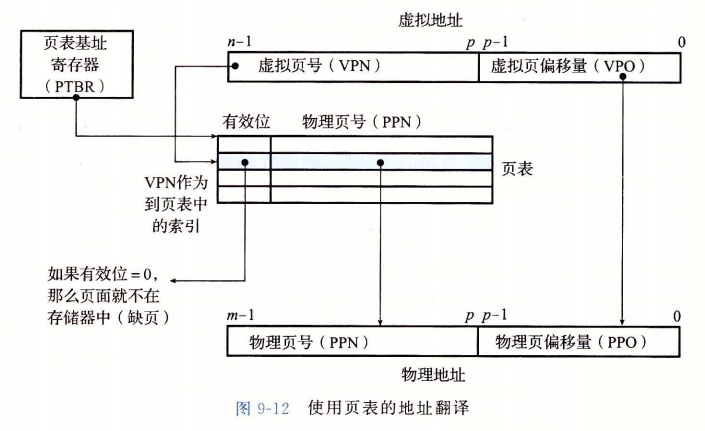 虚拟地址
页表基址
寄存器
（PTBR）
n-1
p p-1
0
虚拟页号（VPN）
虚拟页偏移量（VPO）
有效位
物理页号（PPN）
页表
VPN作为
到页表中
的索引
如果有效位=0，
那么页面就不在
存储器中（缺页）
m-1
p p-1
0
物理页号（PPN）
物理页偏移量（PPO）
物理地址
图 9-12 使用页表的地址翻译